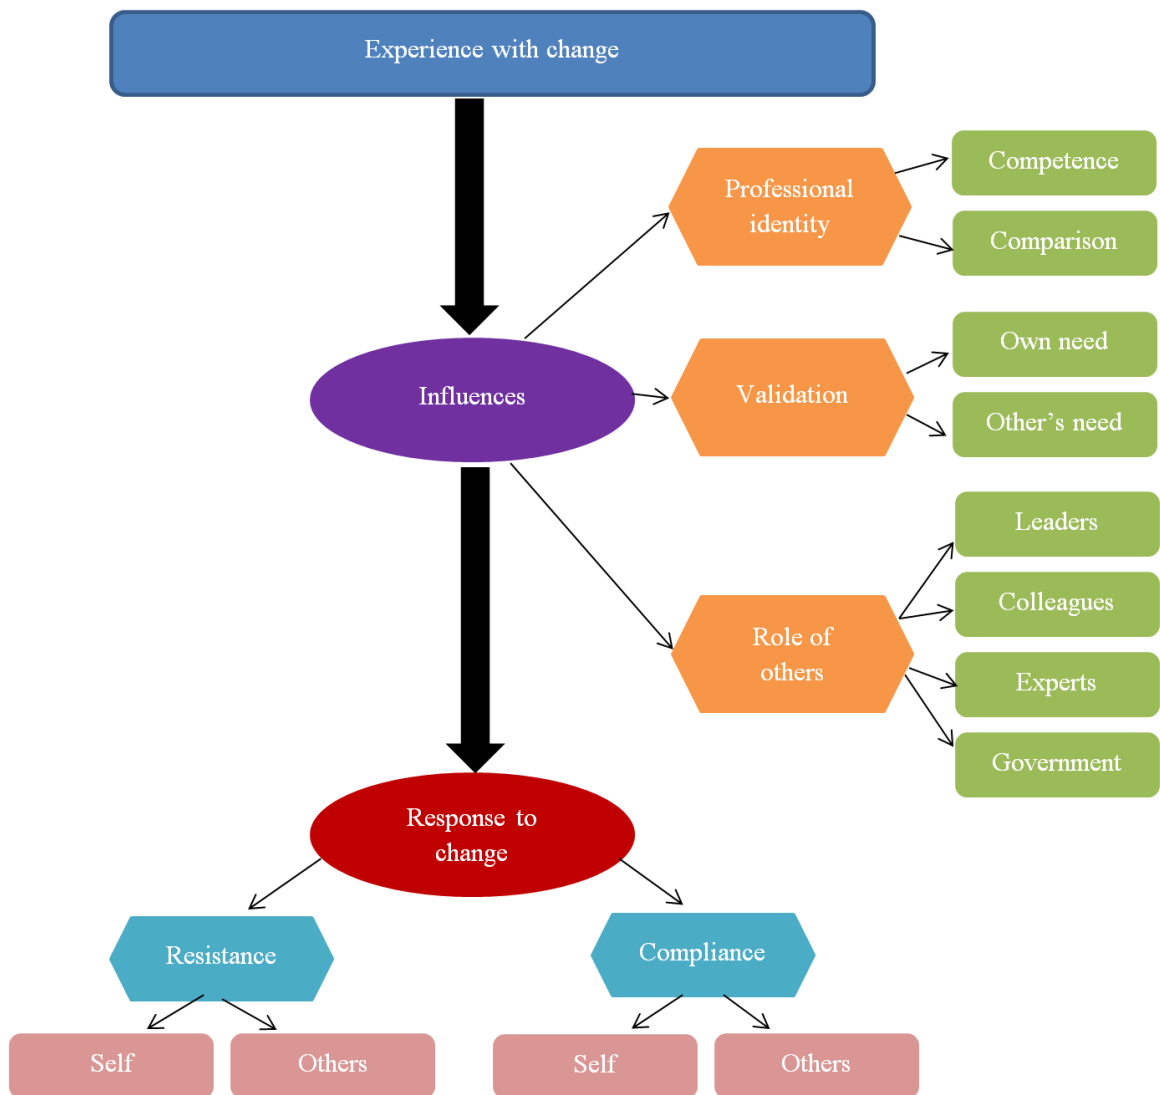 Experience with change
Professional
identity
Competence
Comparison
Influences
Validation
Own need
Other’s need
Role of
others
Leaders
Colleagues
Experts
Government
Response to
change
Resistance
Compliance
Self
Others
Self
Others